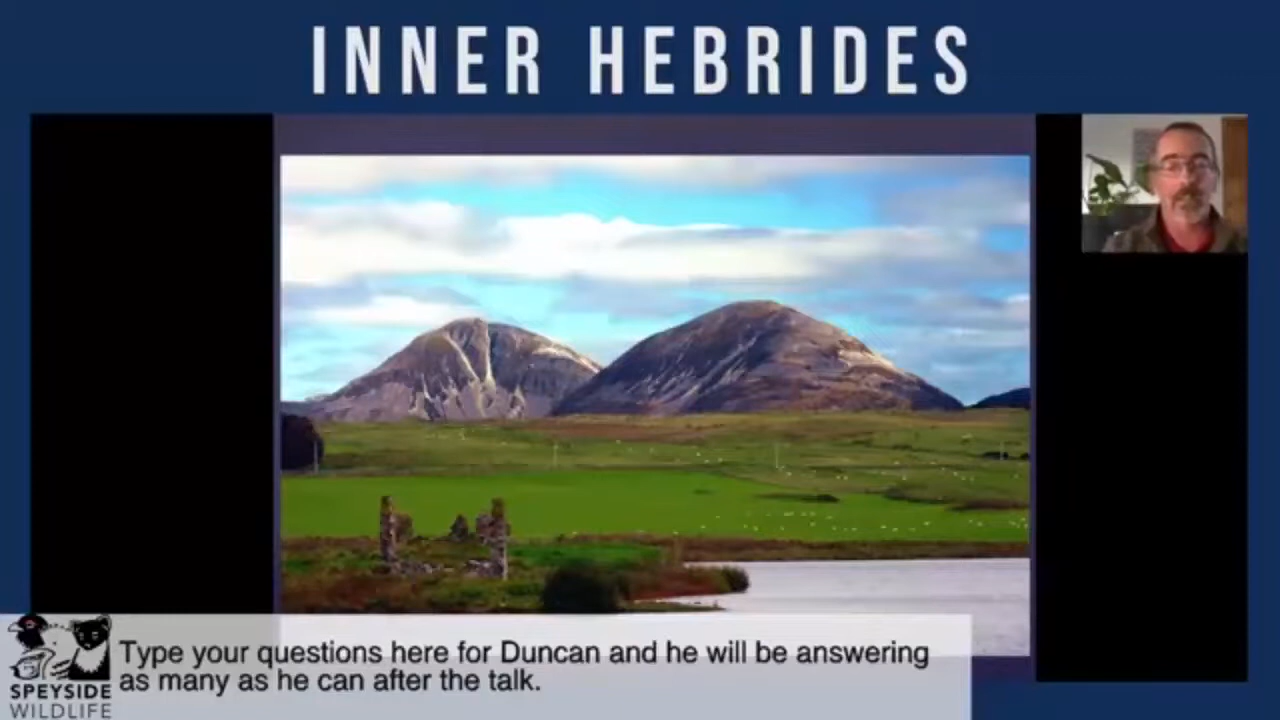 INNER HEBRIDES
Type your questions here for Duncan and he will be answering
as many as he can after the talk.
SPEYSIDE
WILDLIFE